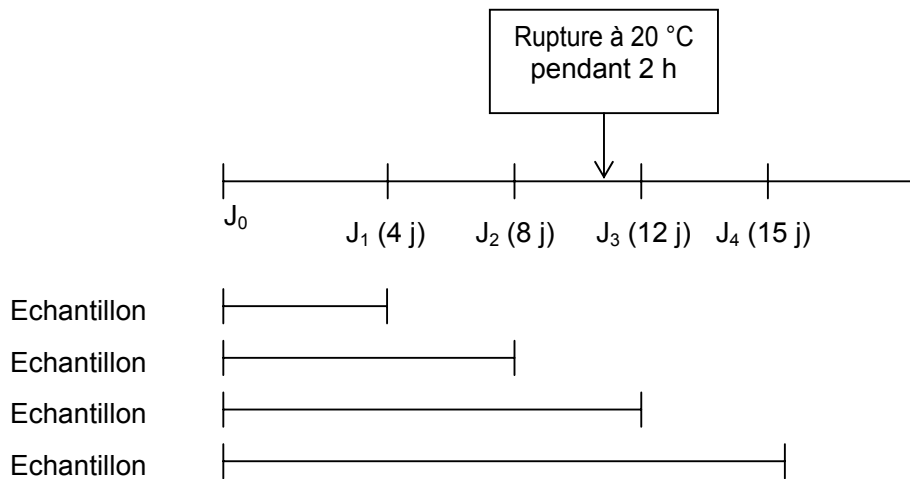 Rupture à 20 °C
pendant 2 h
J₀
J₁ (4 j) J₂ (8 j) J₃ (12 j) J₄ (15 j)
Echantillon
Echantillon
Echantillon
Echantillon